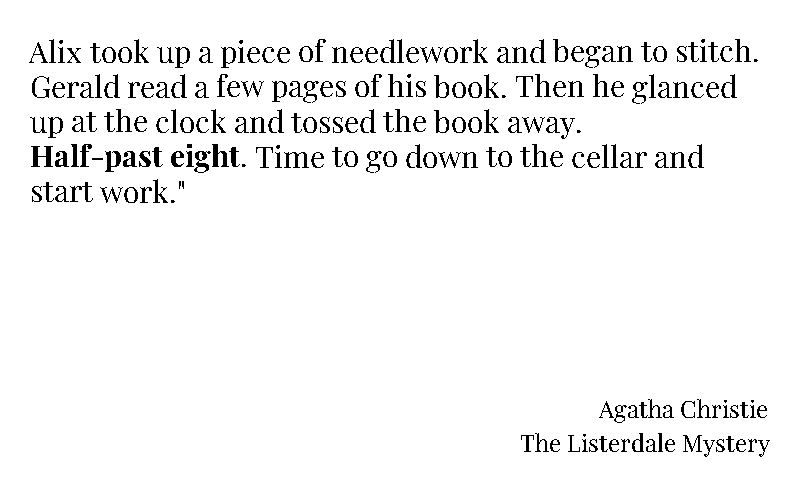 Alix took up a piece of needlework and began to stitch.
Gerald read a few pages of his book. Then he glanced
up at the clock and tossed the book away.
Half-past eight. Time to go down to the cellar and
start work."
Agatha Christie
The Listerdale Mystery